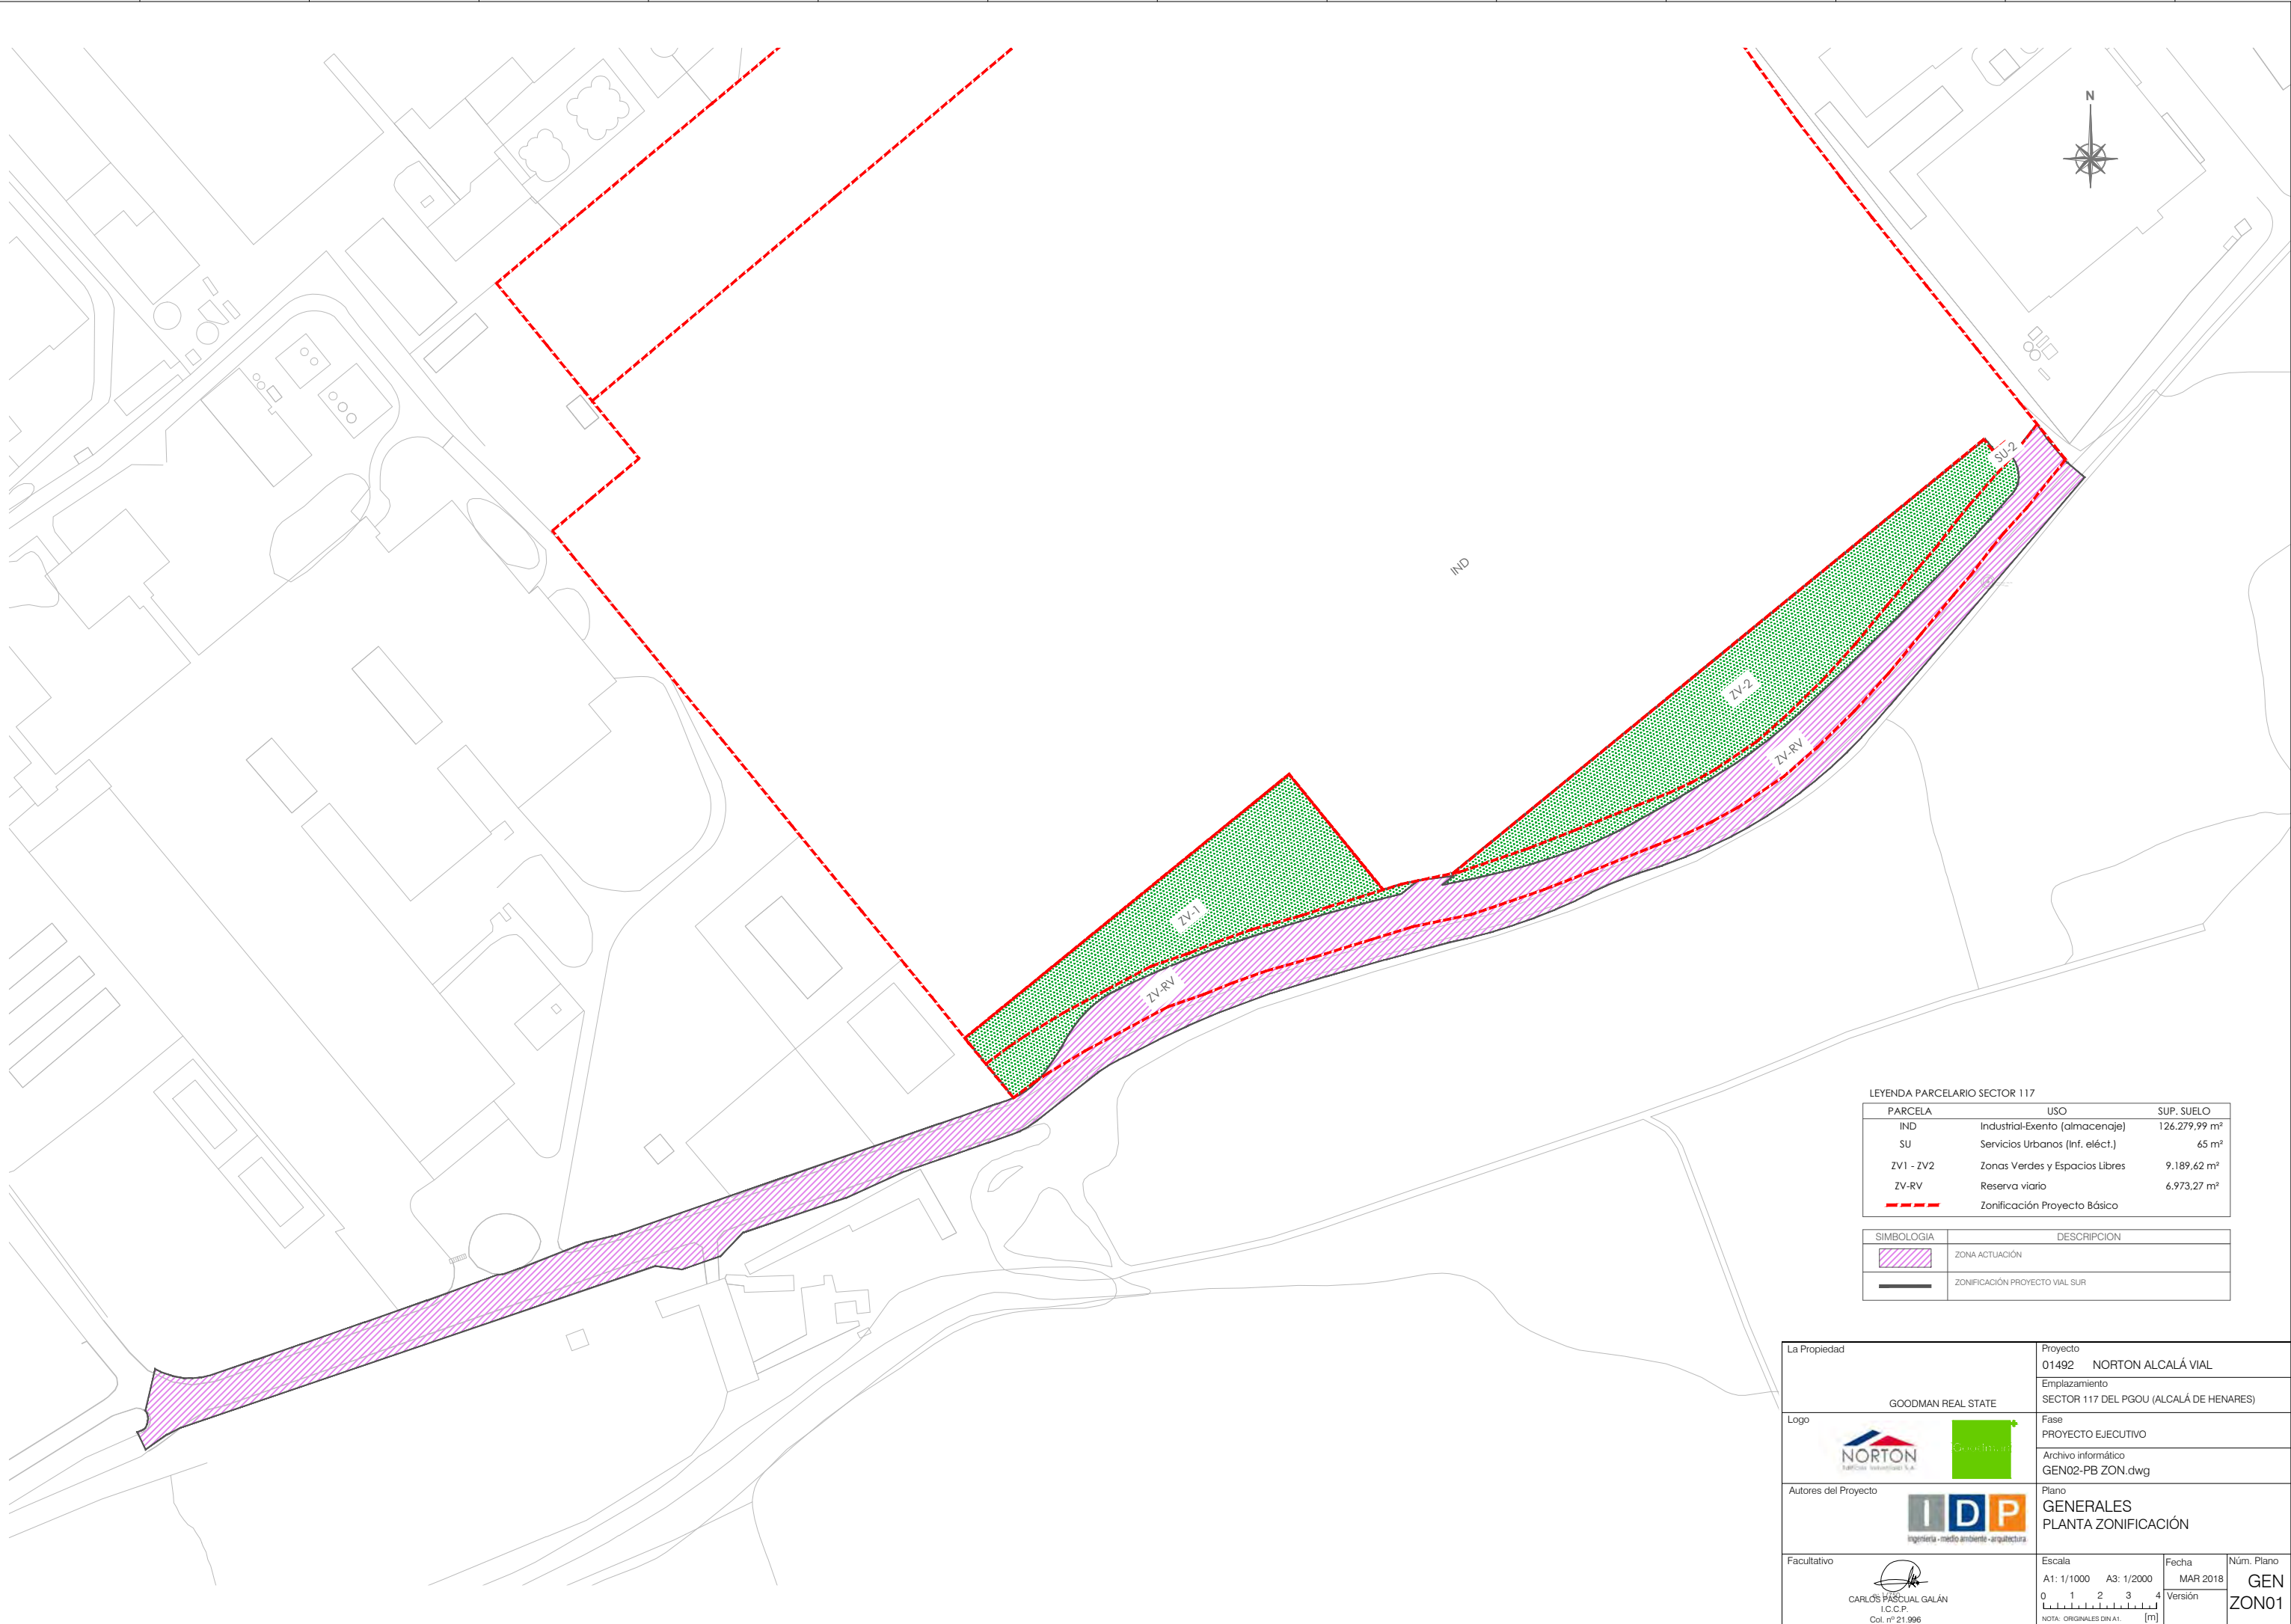 N
SU-2
IND
ZV-2
ZV-RV
ZV-1
ZV-RV
LEYENDA PARCELARIO SECTOR 117
PARCELA USO SUP. SUELO
IND Industrial-Exento (almacenaje) 126.279,99 m²
SU Servicios Urbanos (Inf. eléct.) 65 m²
ZV1 - ZV2 Zonas Verdes y Espacios Libres 9.189,62 m²
ZV-RV Reserva viario 6.973,27 m²
Zonificación Proyecto Básico
SIMBOLOGIA DESCRIPCION
ZONA ACTUACIÓN
ZONIFICACIÓN PROYECTO VIAL SUR
La Propiedad
GOODMAN REAL STATE
Proyecto
01492 NORTON ALCALÁ VIAL
Emplazamiento
SECTOR 117 DEL PGOU (ALCALÁ DE HENARES)
Logo
NORTON
Goodman
Fase
PROYECTO EJECUTIVO
Archivo informático
GEN02-PB ZON.dwg
Autores del Proyecto
IDP
ingeniería - medio ambiente - arquitectura
Plano
GENERALES
PLANTA ZONIFICACIÓN
Facultativo
CARLOS PASCUAL GALÁN
I.C.C.P.
Col. nº 21.996
Escala
A1: 1/1000 A3: 1/2000
0 1 2 3 4
NOTA: ORIGINALES DIN A1. [m]
Fecha
MAR 2018
Versión
Núm. Plano
GEN
ZON01